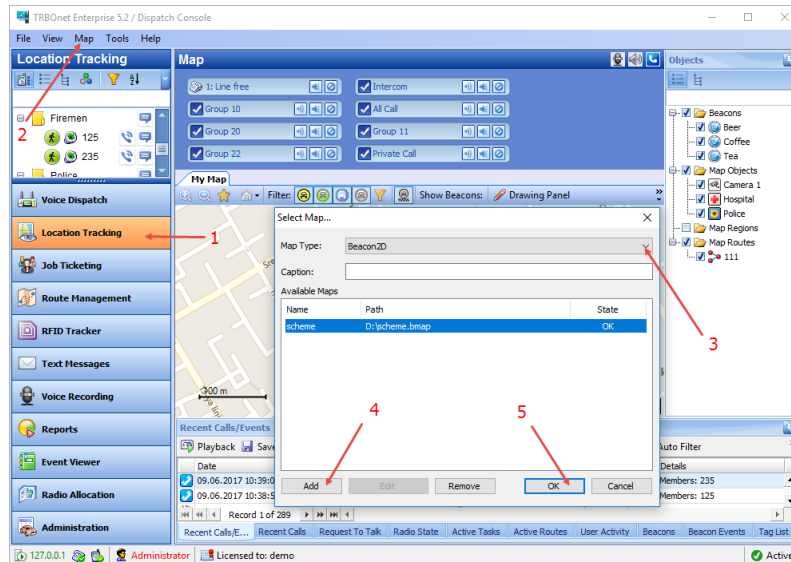 TRBOnet Enterprise 5.2 / Dispatch Console
File View Map Tools Help
Location Tracking
Map
Objects
1: Line free
Intercom
Group 10
All Call
Group 20
Group 11
Group 22
Private Call
Firemen
125
235
Police
2
My Map
Filter:
Show Beacons:
Drawing Panel
Beacons
Beer
Coffee
Tea
Map Objects
Camera 1
Hospital
Police
Map Regions
Map Routes
111
Voice Dispatch
Location Tracking
1
Job Ticketing
Route Management
RFID Tracker
Text Messages
Voice Recording
Reports
Event Viewer
Radio Allocation
Administration
Select Map...
Map Type:
Beacon2D
Caption:
Available Maps
Name Path State
scheme D:\scheme.bmap OK
3
4
5
Add Edit Remove OK Cancel
300 m
Recent Calls/Events
Playback
Auto Filter
Date
Details
09.06.2017 10:39:0
Members: 235
09.06.2017 10:38:5
Members: 125
Record 1 of 289
Recent Calls/E... Recent Calls Request To Talk Radio State Active Tasks Active Routes User Activity Beacons Beacon Events Tag List
127.0.0.1 Administrator Licensed to: demo Active